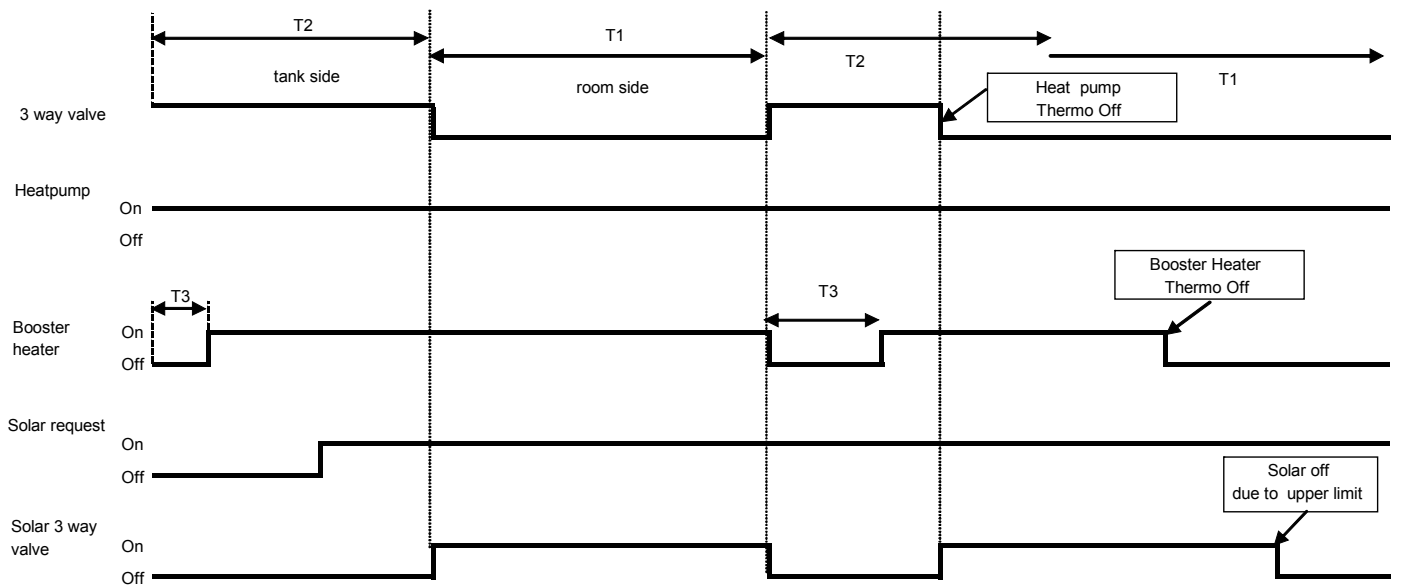 T2
T1
T2
T1
tank side
room side
Heat pump
Thermo Off
3 way valve
Heatpump
On
Off
Booster Heater
Thermo Off
T3
T3
Booster
heater
On
Off
Solar request
On
Off
Solar off
due to upper limit
Solar 3 way
valve
On
Off